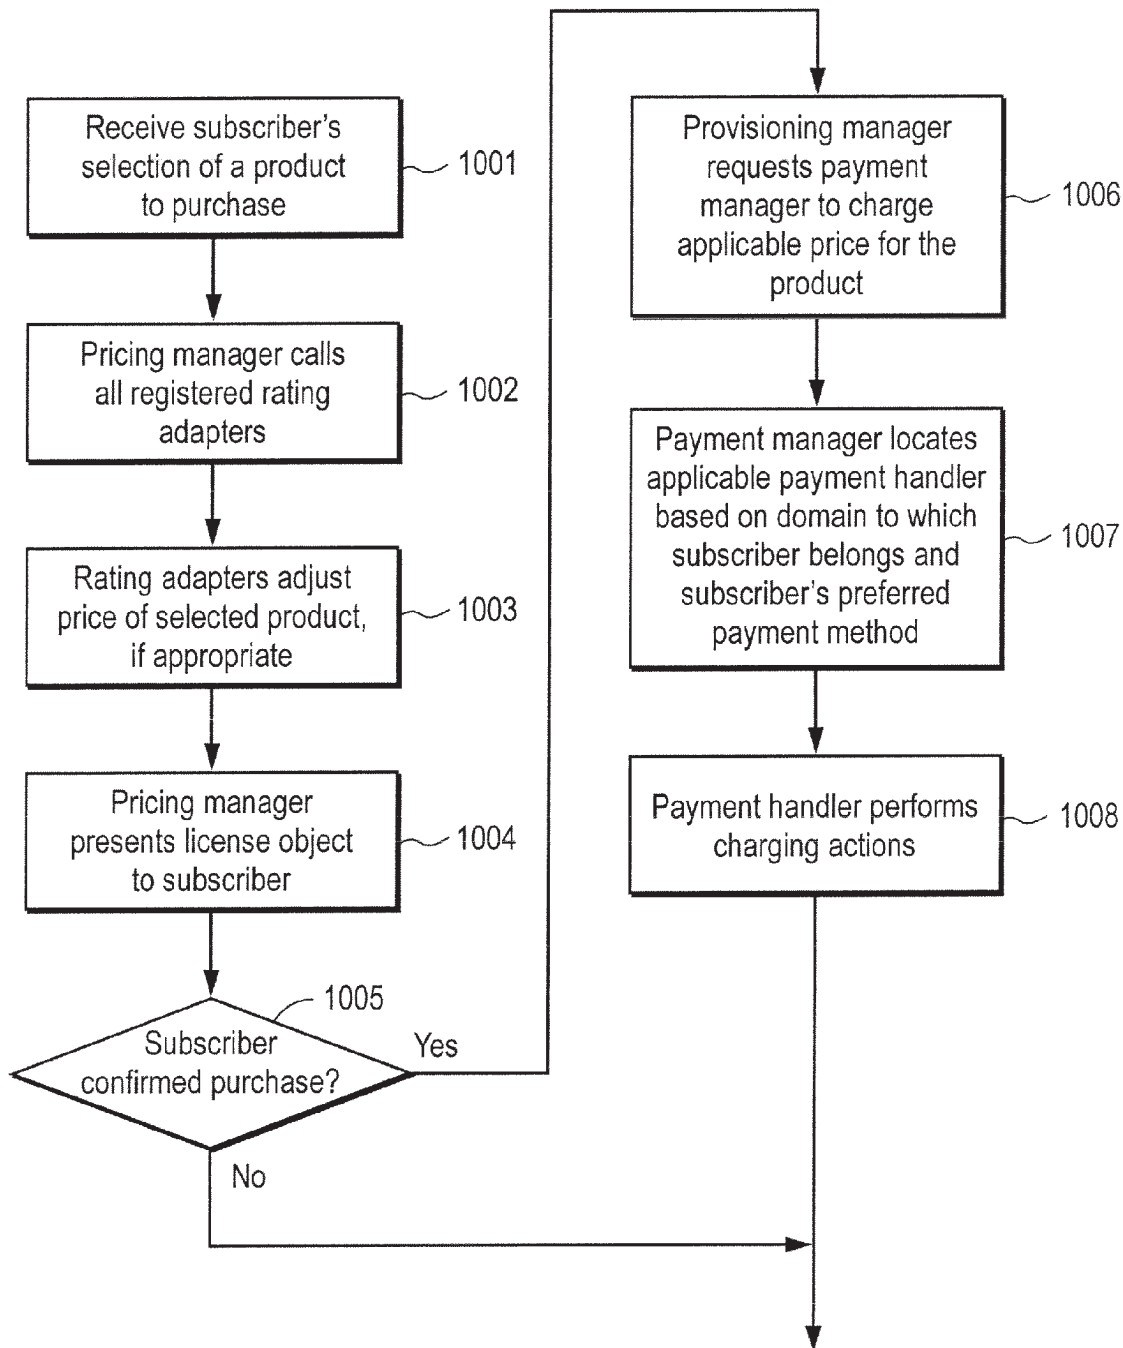 Receive subscriber's
selection of a product
to purchase
1001
Pricing manager calls
all registered rating
adapters
1002
Rating adapters adjust
price of selected product,
if appropriate
1003
Pricing manager
presents license object
to subscriber
1004
1005
Subscriber
confirmed purchase?
Yes
No
Provisioning manager
requests payment
manager to charge
applicable price for the
product
1006
Payment manager locates
applicable payment handler
based on domain to which
subscriber belongs and
subscriber's preferred
payment method
1007
Payment handler performs
charging actions
1008